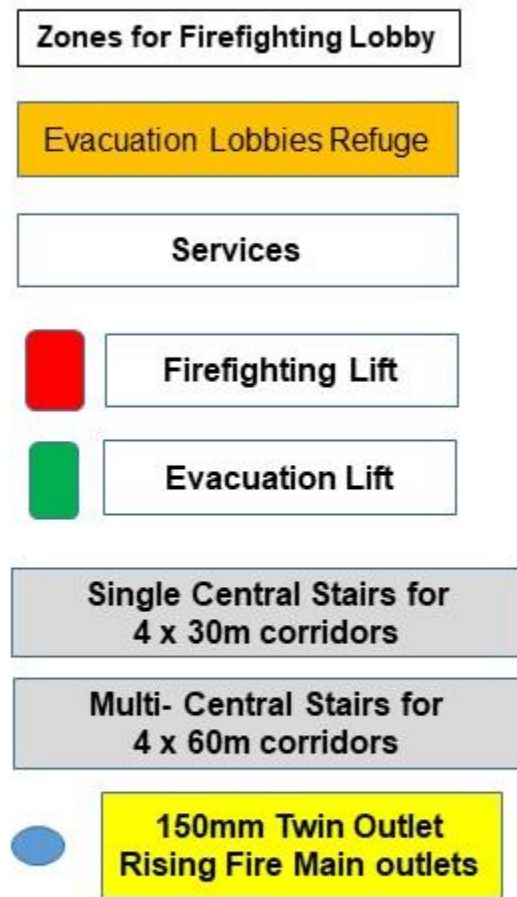 Zones for Firefighting Lobby
Evacuation Lobbies Refuge
Services
Firefighting Lift
Evacuation Lift
Single Central Stairs for
4 x 30m corridors
Multi- Central Stairs for
4 x 60m corridors
150mm Twin Outlet
Rising Fire Main outlets